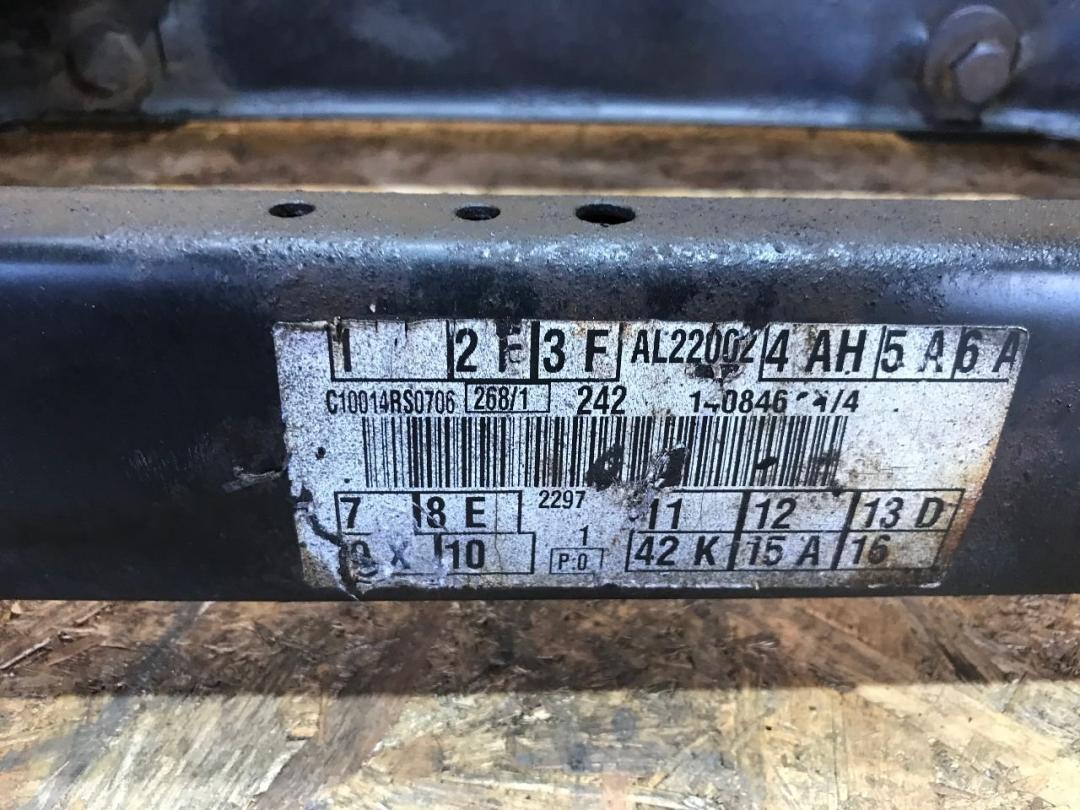 1 2 F 3 F AL22002 4 AH 5 A 6 A
C10014RS0706 268/1 242
7 8 E 2297 11 12 13 D
1
9 X 10 P:0 42 K 15 A 16